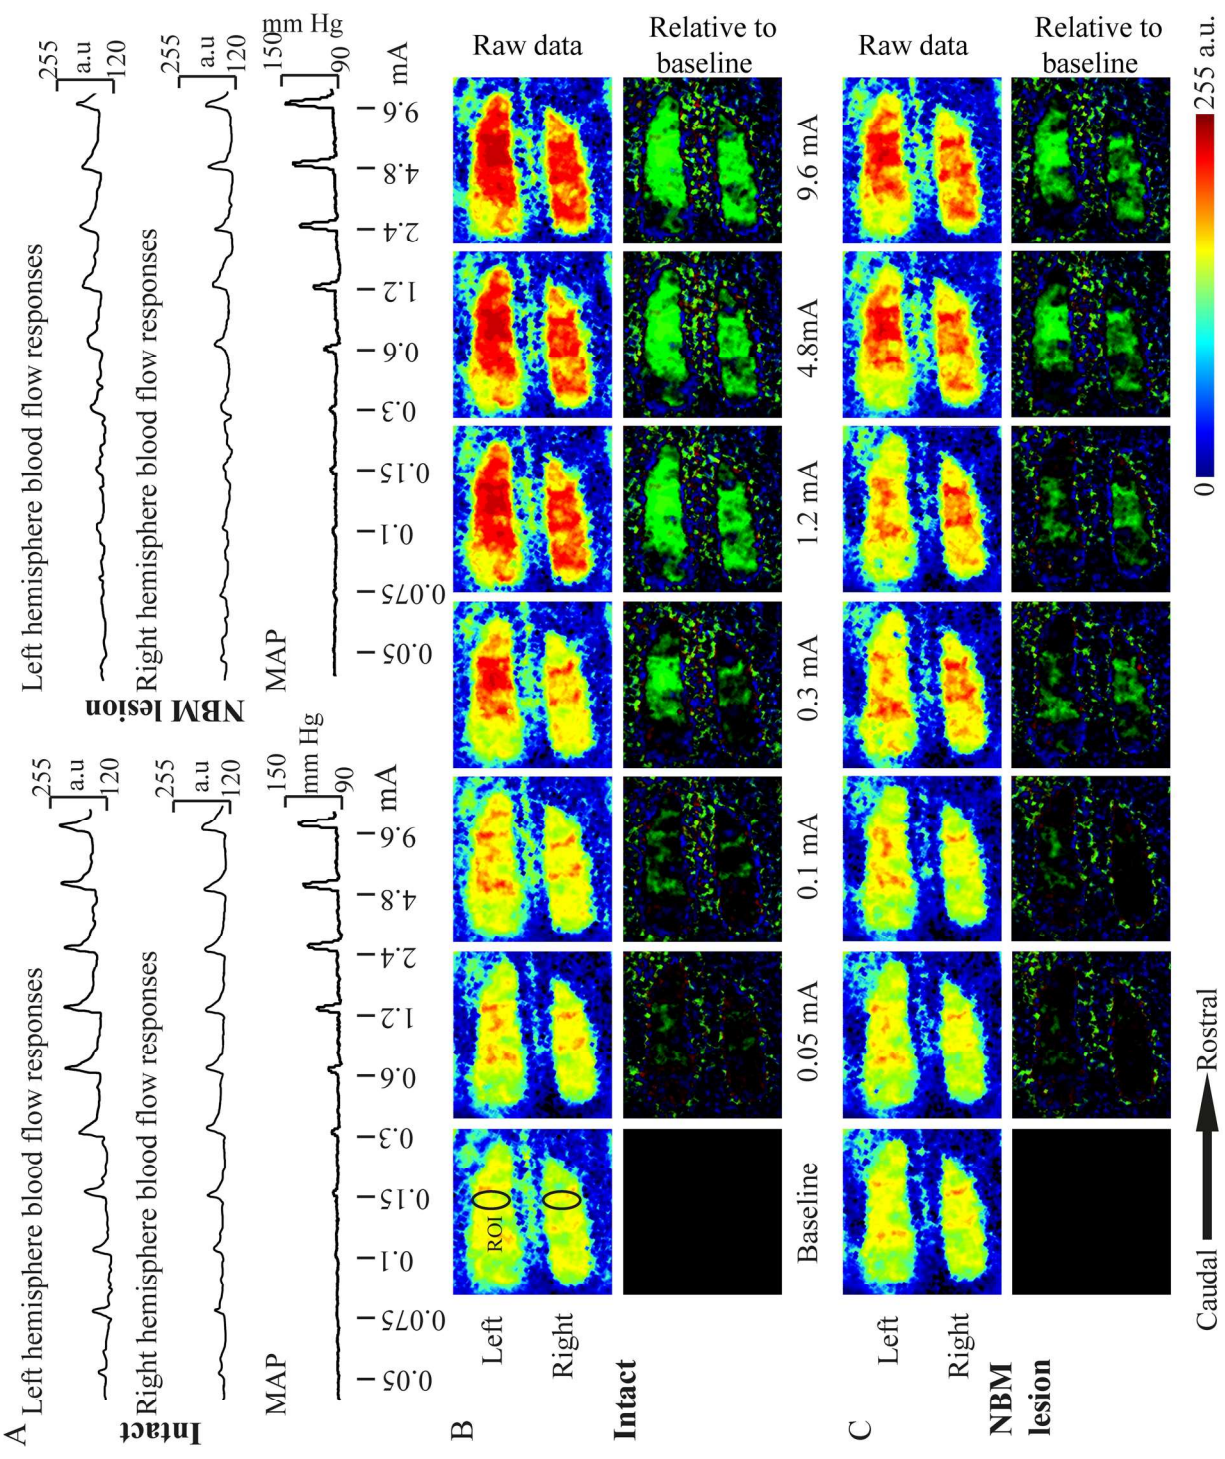 A
Left hemisphere blood flow responses
255
a.u
120
Right hemisphere blood flow responses
255
a.u
120
MAP
150
mm Hg
90
mA
0.05
0.075
0.1
0.15
0.3
0.6
1.2
2.4
4.8
9.6
Intact
Left hemisphere blood flow responses
255
a.u
120
Right hemisphere blood flow responses
255
a.u
120
MAP
150
mm Hg
90
mA
0.05
0.075
0.1
0.15
0.3
0.6
1.2
2.4
4.8
9.6
NBM lesion
B
Left
Right
Intact
ROI
Raw data
Relative to
baseline
Baseline
0.05 mA
0.1 mA
0.3 mA
1.2 mA
4.8mA
9.6 mA
C
Left
Right
NBM
lesion
Raw data
Relative to
baseline
Caudal
Rostral
0
255 a.u.